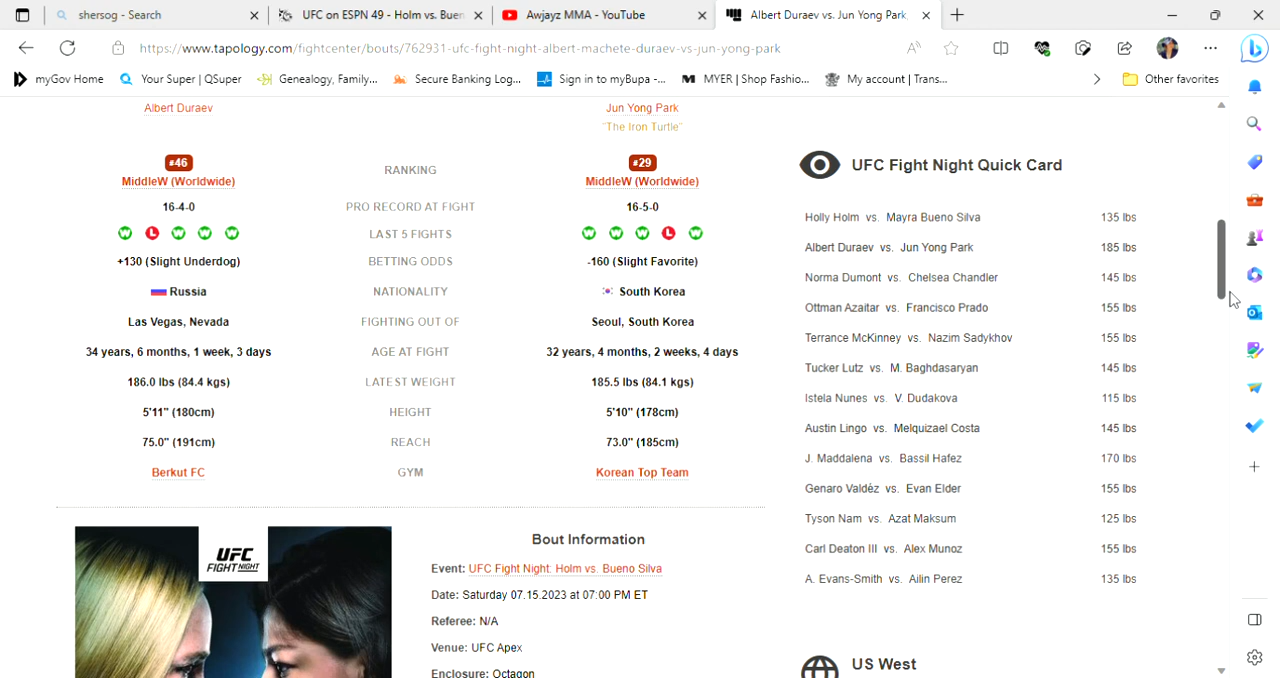 shersog - Search
UFC on ESPN 49 - Holm vs. Buen
Awjayz MMA - YouTube
Albert Duraev vs. Jun Yong Park
https://www.tapology.com/fightcenter/bouts/762931-ufc-fight-night-albert-machete-duraev-vs-jun-yong-park
myGov Home
Your Super | QSuper
Genealogy, Family...
Secure Banking Log...
Sign in to myBupa -...
MYER | Shop Fashio...
My account | Trans...
Other favorites
Albert Duraev
Jun Yong Park
"The Iron Turtle"
#46 RANKING #29
MiddleW (Worldwide) MiddleW (Worldwide)
16-4-0 PRO RECORD AT FIGHT 16-5-0
W L W W W LAST 5 FIGHTS W W W L W
+130 (Slight Underdog) BETTING ODDS -160 (Slight Favorite)
Russia NATIONALITY South Korea
Las Vegas, Nevada FIGHTING OUT OF Seoul, South Korea
34 years, 6 months, 1 week, 3 days AGE AT FIGHT 32 years, 4 months, 2 weeks, 4 days
186.0 lbs (84.4 kgs) LATEST WEIGHT 185.5 lbs (84.1 kgs)
5'11" (180cm) HEIGHT 5'10" (178cm)
75.0" (191cm) REACH 73.0" (185cm)
Berkut FC GYM Korean Top Team
UFC
FIGHT NIGHT
Bout Information
Event: UFC Fight Night: Holm vs. Bueno Silva
Date: Saturday 07.15.2023 at 07:00 PM ET
Referee: N/A
Venue: UFC Apex
Enclosure: Octagon
UFC Fight Night Quick Card
Holly Holm vs. Mayra Bueno Silva 135 lbs
Albert Duraev vs. Jun Yong Park 185 lbs
Norma Dumont vs. Chelsea Chandler 145 lbs
Ottman Azaitar vs. Francisco Prado 155 lbs
Terrance McKinney vs. Nazim Sadykhov 155 lbs
Tucker Lutz vs. M. Baghdasaryan 145 lbs
Istela Nunes vs. V. Dudakova 115 lbs
Austin Lingo vs. Melquizael Costa 145 lbs
J. Maddalena vs. Bassil Hafez 170 lbs
Genaro Valdéz vs. Evan Elder 155 lbs
Tyson Nam vs. Azat Maksum 125 lbs
Carl Deaton III vs. Alex Munoz 155 lbs
A. Evans-Smith vs. Ailin Perez 135 lbs
US West